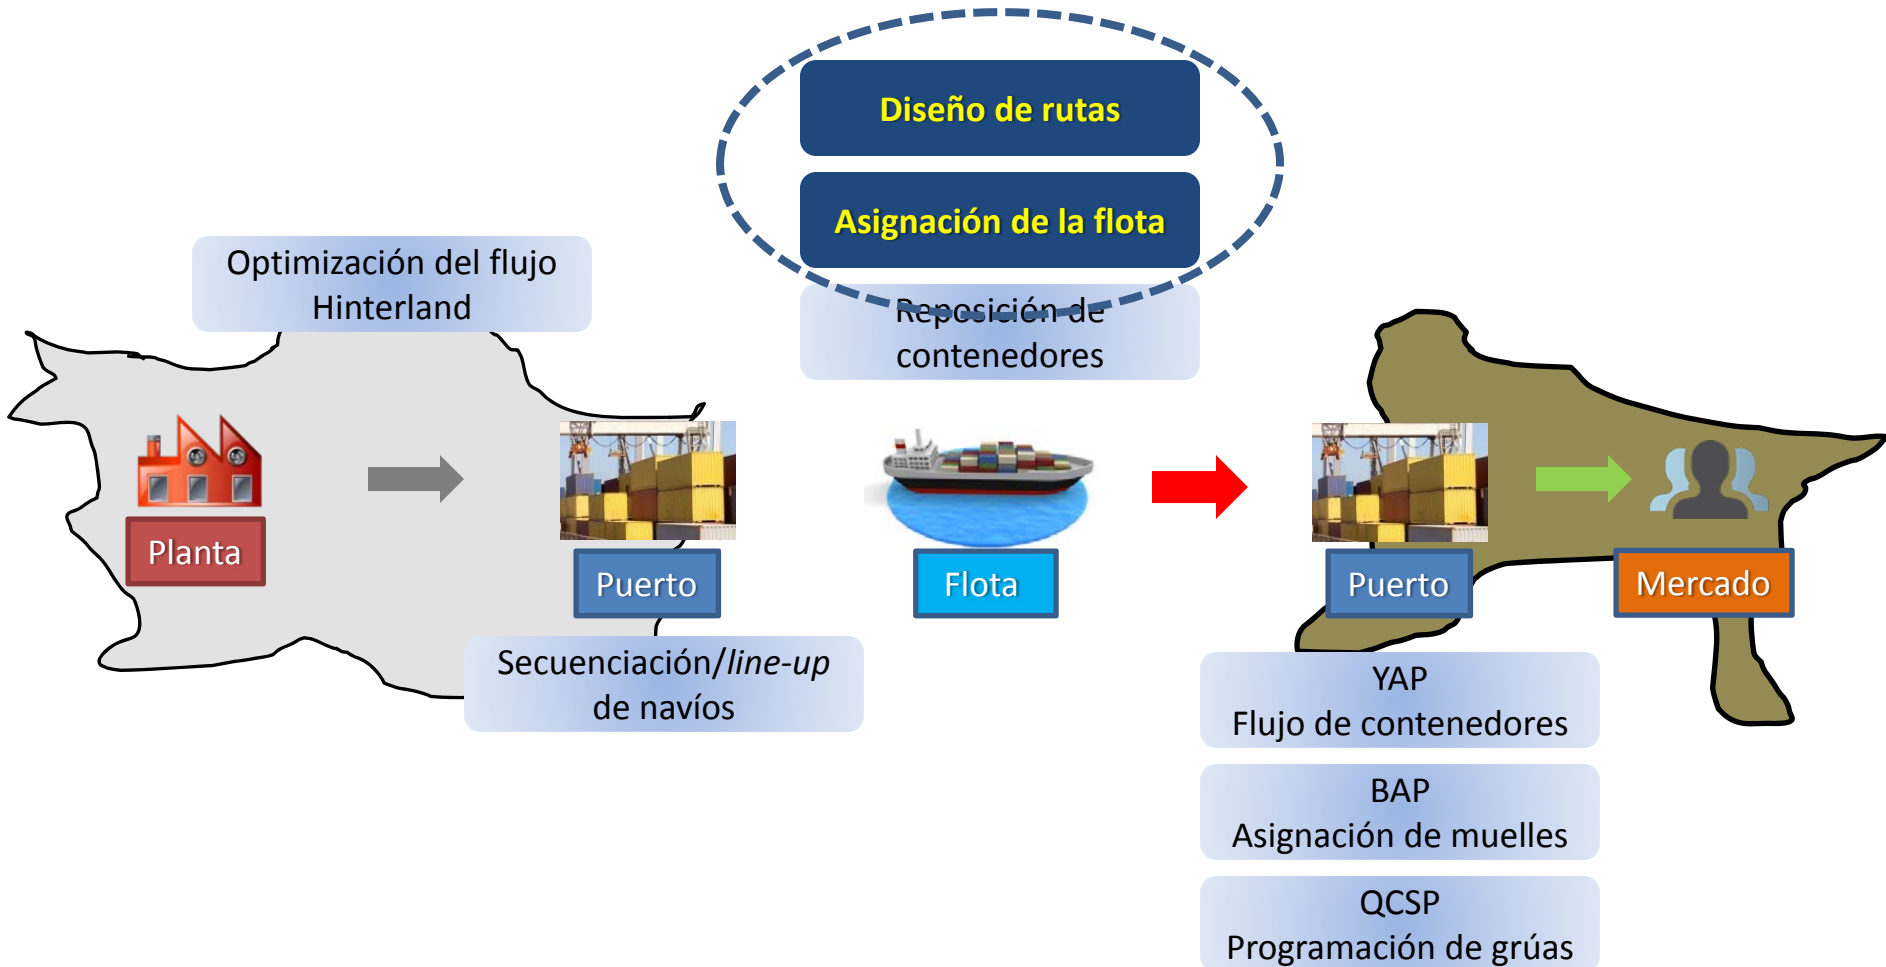 Diseño de rutas
Asignación de la flota
Optimización del flujo
Hinterland
Reposición de
contenedores
Planta
Puerto
Flota
Puerto
Mercado
Secuenciación/line-up
de navíos
YAP
Flujo de contenedores
BAP
Asignación de muelles
QCSP
Programación de grúas